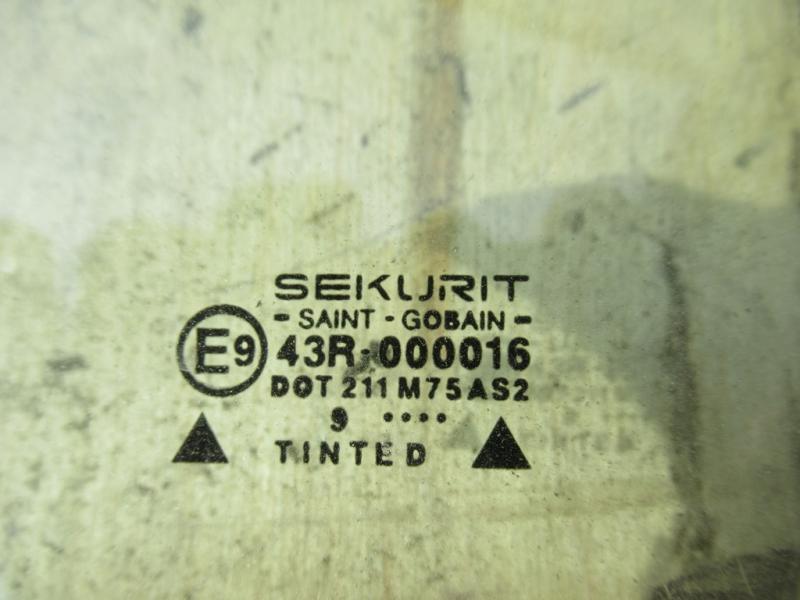 SEKURIT
- SAINT - GOBAIN -
E9 43R-000016
DOT 211 M75 AS2
9 ••••
TINTED